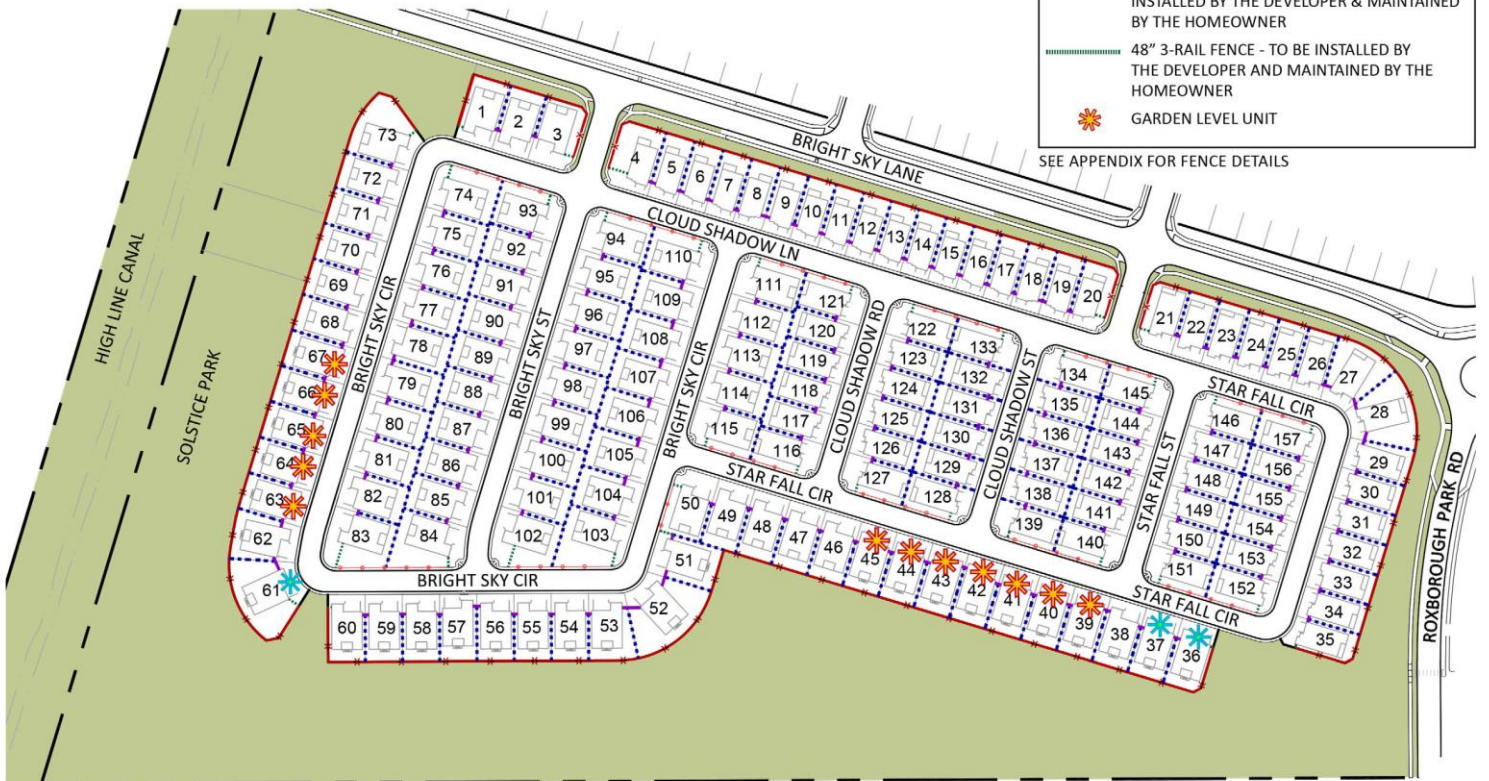 INSTALLED BY THE DEVELOPER & MAINTAINED
BY THE HOMEOWNER
48" 3-RAIL FENCE - TO BE INSTALLED BY
THE DEVELOPER AND MAINTAINED BY THE
HOMEOWNER
GARDEN LEVEL UNIT
SEE APPENDIX FOR FENCE DETAILS
HIGH LINE CANAL
SOLSTICE PARK
BRIGHT SKY LANE
CLOUD SHADOW LN
BRIGHT SKY CIR
BRIGHT SKY ST
BRIGHT SKY CIR
CLOUD SHADOW RD
CLOUD SHADOW ST
STAR FALL ST
STAR FALL CIR
STAR FALL CIR
STAR FALL CIR
BRIGHT SKY CIR
ROXBOROUGH PARK RD
1 2 3
4 5 6 7 8 9 10 11 12 13 14 15 16 17 18 19 20
21 22 23 24 25 26 27
28
29
30
31
32
33
34
35
50 49 48 47 46 45 44 43 42 41 40 39 38 37 36
51
52
60 59 58 57 56 55 54 53
73
72
71
70
69
68
67
66
65
64
63
62
61
74 93
75 92
76 91
77 90
78 89
79 88
80 87
81 86
82 85
83 84
94 110
95 109
96 108
97 107
98 106
99 105
100 104
101 103
102
111 121
112 120
113 119
114 118
115 117
116
122 133
123 132
124 131
125 130
126 129
127 128
134 145
135 144
136 143
137 142
138 141
139 140
146 157
147 156
148 155
149 154
150 153
151 152